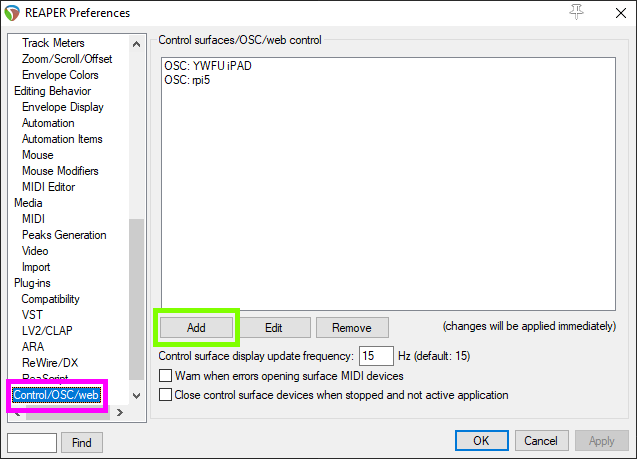 REAPER Preferences
Track Meters
Zoom/Scroll/Offset
Envelope Colors
Editing Behavior
Envelope Display
Automation
Automation Items
Mouse
Mouse Modifiers
MIDI Editor
Media
MIDI
Peaks Generation
Video
Import
Plug-ins
Compatibility
VST
LV2/CLAP
ARA
ReWire/DX
ReaScript
Control/OSC/web
Find
Control surfaces/OSC/web control
OSC: YWFU iPAD
OSC: rpi5
Add Edit Remove (changes will be applied immediately)
Control surface display update frequency: 15 Hz (default: 15)
Warn when errors opening surface MIDI devices
Close control surface devices when stopped and not active application
OK Cancel Apply